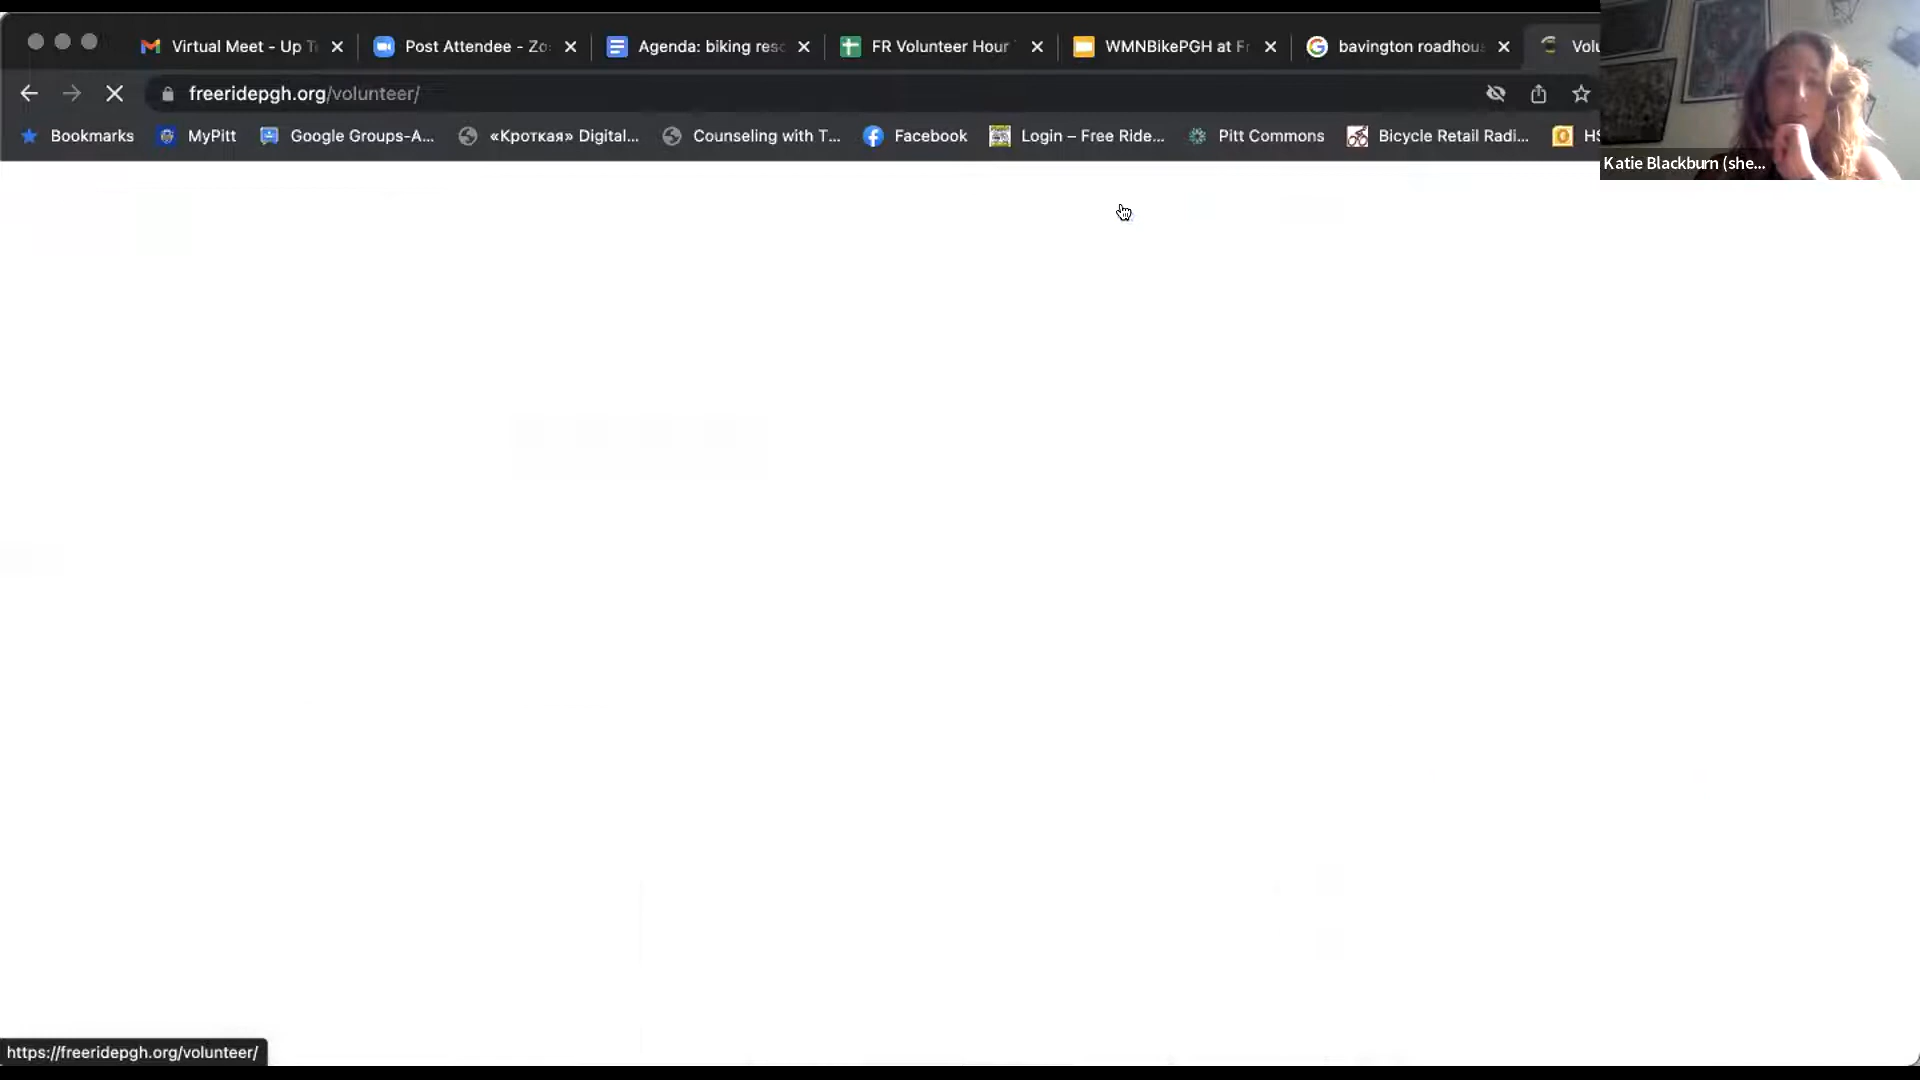 Virtual Meet - Up T
Post Attendee - Zo
Agenda: biking reso
FR Volunteer Hour
WMNBikePGH at Fr
bavington roadhou
Volu
freeridepgh.org/volunteer/
Bookmarks
MyPitt
Google Groups-A...
«Кроткая» Digital...
Counseling with T...
Facebook
Login – Free Ride...
Pitt Commons
Bicycle Retail Radi...
HS
Katie Blackburn (she...
https://freeridepgh.org/volunteer/